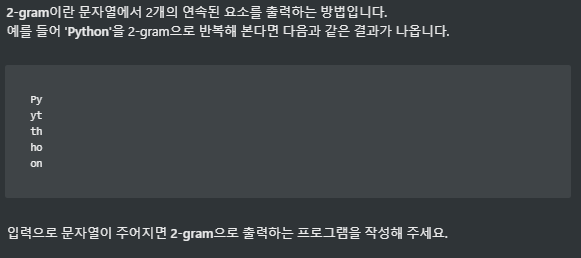 2-gram이란 문자열에서 2개의 연속된 요소를 출력하는 방법입니다.
예를 들어 'Python'을 2-gram으로 반복해 본다면 다음과 같은 결과가 나옵니다.
Py
yt
th
ho
on
입력으로 문자열이 주어지면 2-gram으로 출력하는 프로그램을 작성해 주세요.